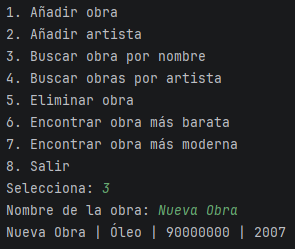 1. Añadir obra
2. Añadir artista
3. Buscar obra por nombre
4. Buscar obras por artista
5. Eliminar obra
6. Encontrar obra más barata
7. Encontrar obra más moderna
8. Salir
Selecciona: 3
Nombre de la obra: Nueva Obra
Nueva Obra | Óleo | 90000000 | 2007